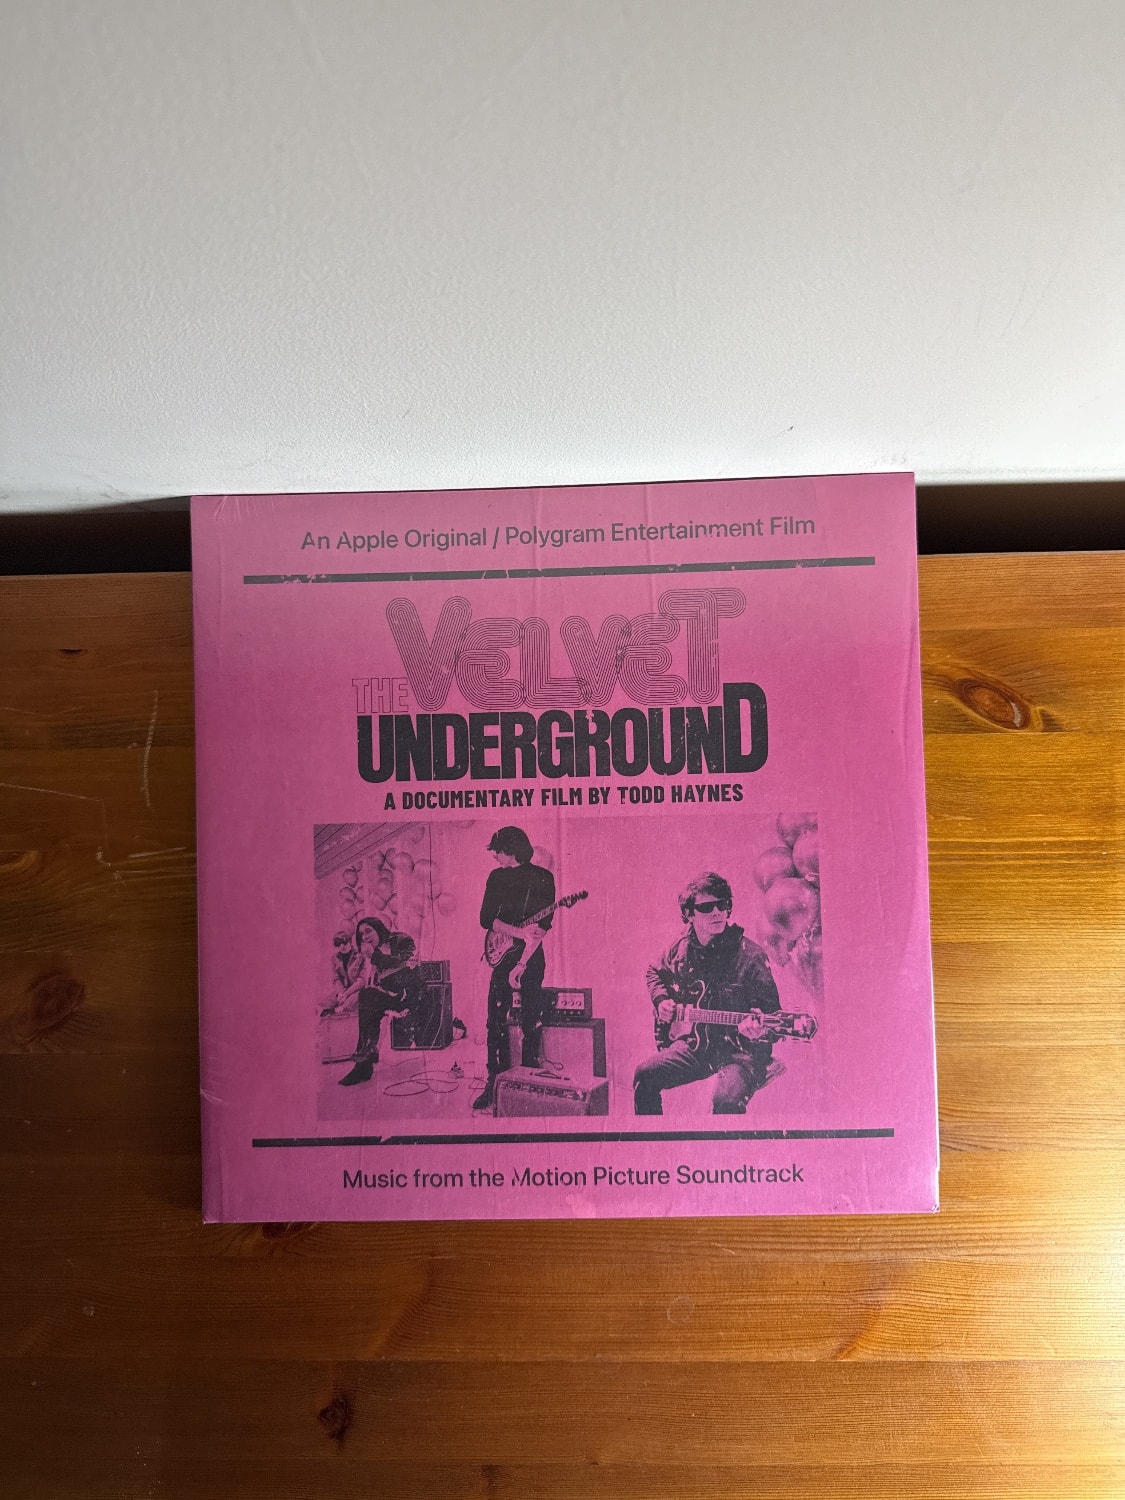 An Apple Original / Polygram Entertainment Film
VELVET
THE
UNDERGROUND
A DOCUMENTARY FILM BY TODD HAYNES
Music from the Motion Picture Soundtrack